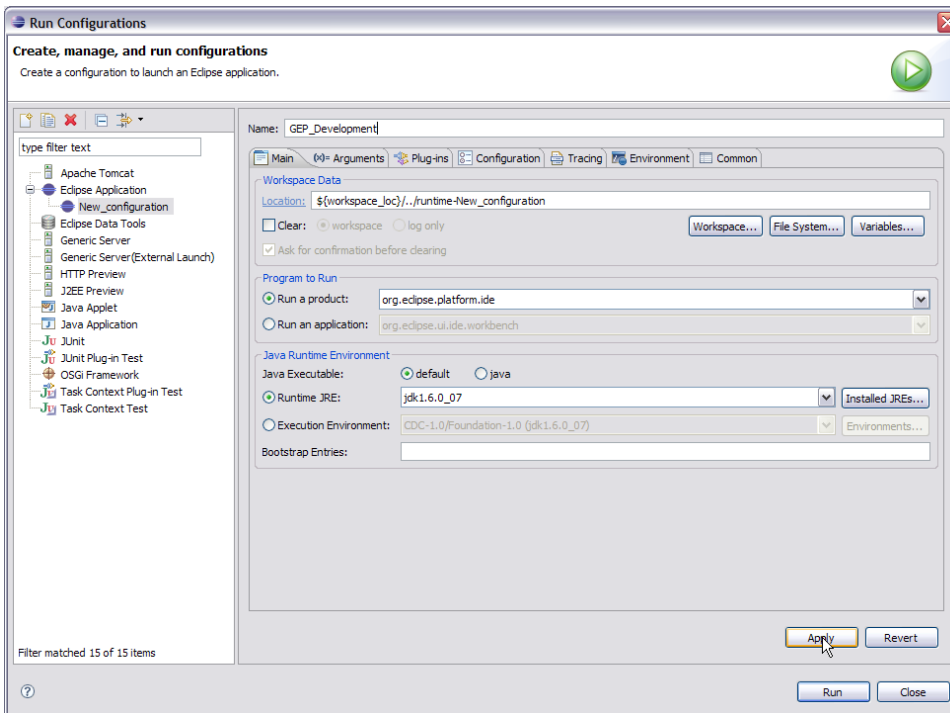 Run Configurations
Create, manage, and run configurations
Create a configuration to launch an Eclipse application.
type filter text
Apache Tomcat
Eclipse Application
New_configuration
Eclipse Data Tools
Generic Server
Generic Server(External Launch)
HTTP Preview
J2EE Preview
Java Applet
Java Application
JUnit
JUnit Plug-in Test
OSGi Framework
Task Context Plug-in Test
Task Context Test
Filter matched 15 of 15 items
Name: GEP_Development
Main (x)= Arguments Plug-ins Configuration Tracing Environment Common
Workspace Data
Location: ${workspace_loc}/../runtime-New_configuration
Clear: workspace log only Workspace... File System... Variables...
Ask for confirmation before clearing
Program to Run
Run a product: org.eclipse.platform.ide
Run an application: org.eclipse.ui.ide.workbench
Java Runtime Environment
Java Executable: default java
Runtime JRE: jdk1.6.0_07 Installed JREs...
Execution Environment: CDC-1.0/Foundation-1.0 (jdk1.6.0_07) Environments...
Bootstrap Entries:
Apply Revert
Run Close